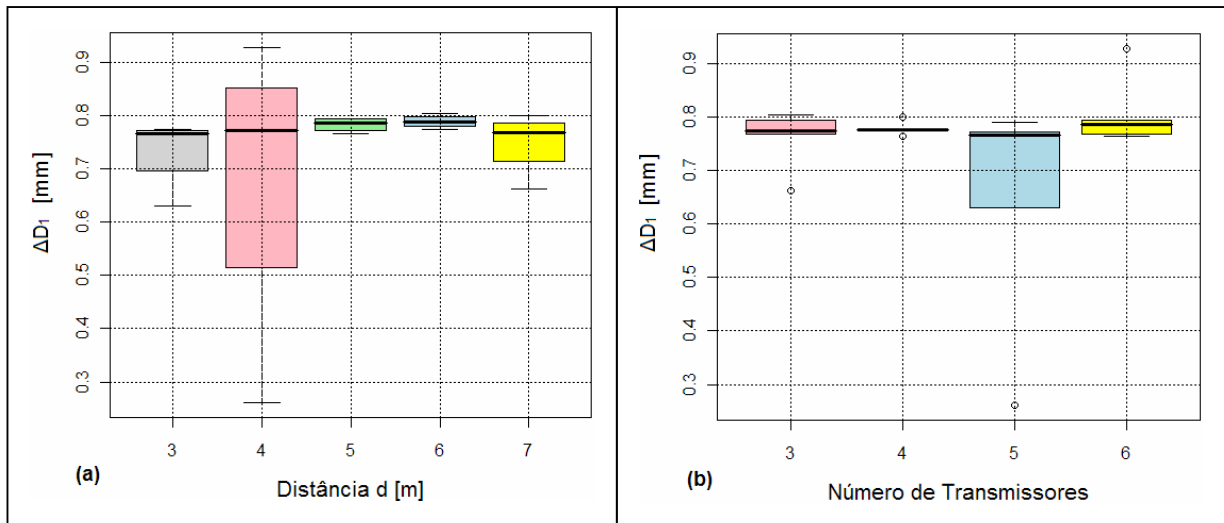 0.9
0.8
0.7
0.6
0.5
0.4
0.3
ΔD₁ [mm]
3 4 5 6 7
(a)
Distância d [m]
0.9
0.8
0.7
0.6
0.5
0.4
0.3
ΔD₁ [mm]
3 4 5 6
(b)
Número de Transmissores